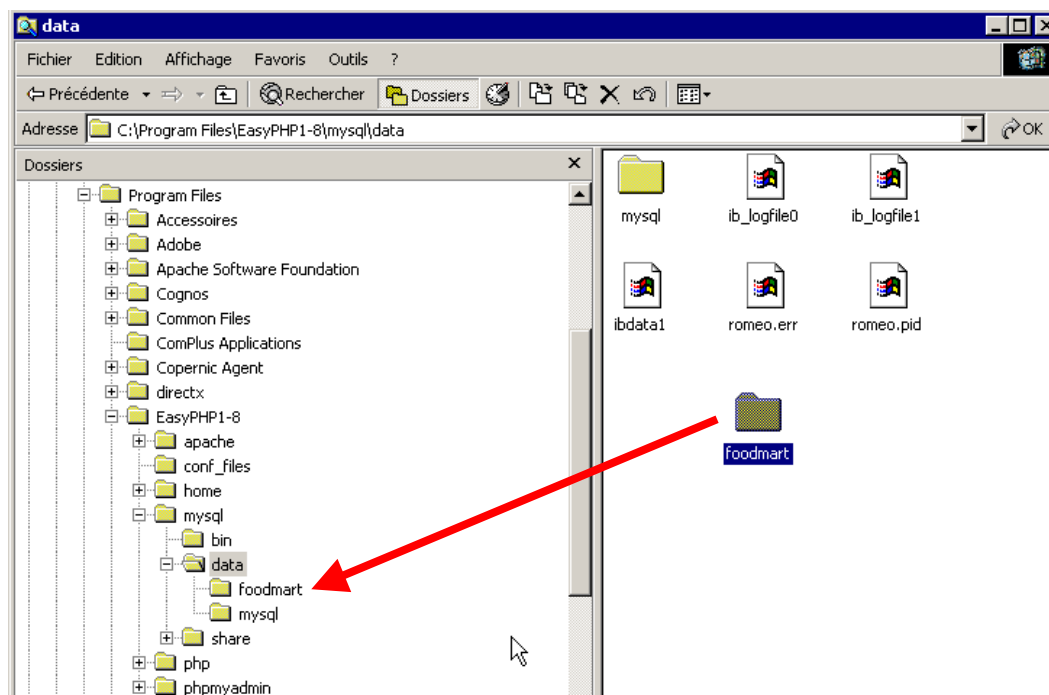 data
Fichier Edition Affichage Favoris Outils ?
Précédente Rechercher Dossiers
Adresse C:\Program Files\EasyPHP1-8\mysql\data OK
Dossiers
Program Files
Accessoires
Adobe
Apache Software Foundation
Cognos
Common Files
ComPlus Applications
Copernic Agent
directx
EasyPHP1-8
apache
conf_files
home
mysql
bin
data
foodmart
mysql
share
php
phpmyadmin
mysql ib_logfile0 ib_logfile1
ibdata1 romeo.err romeo.pid
foodmart